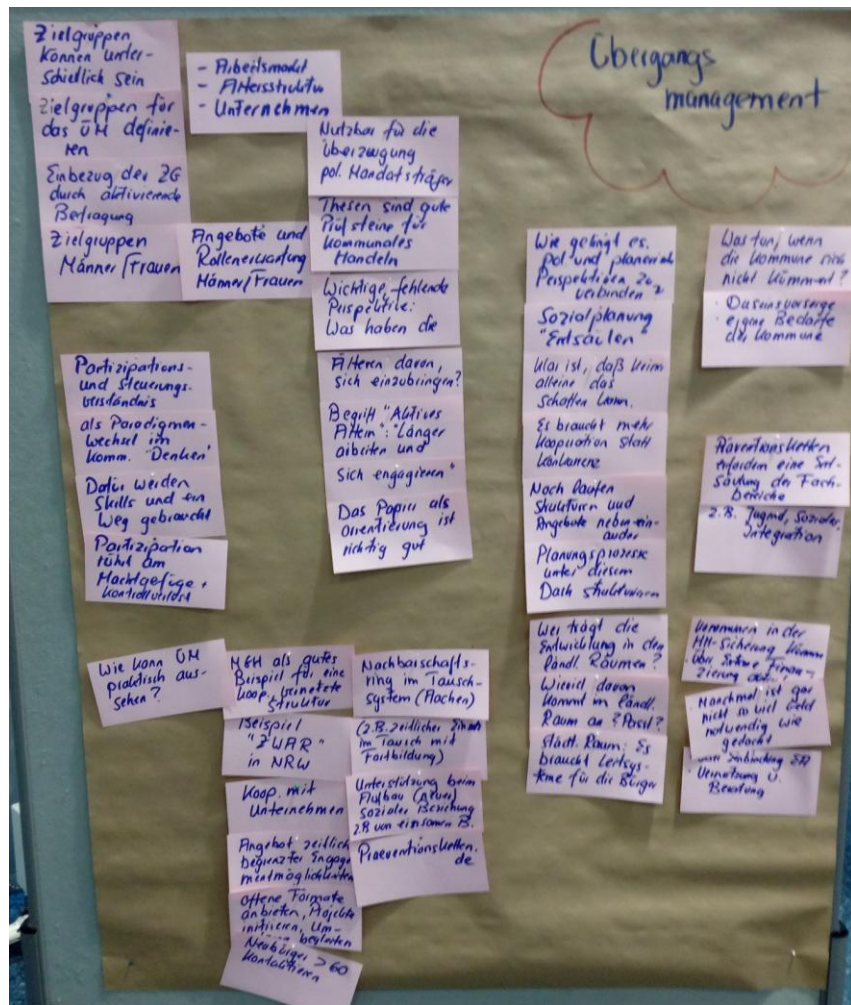 Übergangs
management
Zielgruppen
können unter-
schiedlich sein
Zielgruppen für
das ÜM definie-
ren
Einbezug der ZG
durch aktivierende
Befragung
Zielgruppen
Männer/Frauen
- Arbeitsmarkt
- Altersstruktur
- Unternehmen
Angebote und
Rollenerwartung
Männer/Frauen
Nutzbar für die
Überzeugung
pol. Mandatsträger
Thesen sind gute
Prüfsteine für
Kommunales
Handeln
Wichtige, fehlende
Perspektive:
Was haben die
Älteren davon,
sich einzubringen?
Begriff "Aktives
Altern": "Länger
arbeiten und
sich engagieren"
Das Papier als
Orientierung ist
richtig gut
Partizipations-
und Steuerungs-
verständnis
als Paradigmen-
wechsel im
Komm. "Denken"
Dafür werden
Skills und ein
Weg gebraucht
Partizipation
rührt am
Machtgefüge +
Kontrollverlust
Wie gelingt es,
pol. und planerisch
Perspektiven zu
verbinden?
Sozialplanung
"Entsäulen"
Klar ist, daß keiner
alleine das
Schaffen kann.
Es braucht mehr
Kooperation statt
Konkurrenz
Noch laufen
Strukturen und
Angebote neben ein-
ander
Planungsprozesse
unter diesem
Dach strukturieren
Wer trägt die
Entwicklung in den
ländl. Räumen?
Wieviel davon
kommt im ländl.
Raum an?
Städt. Raum: Es
braucht Leitsys-
teme für die Bürger
Was tun, wenn
die Kommune sich
nicht kümmert?
· Daseinsvorsorge
· eigene Bedarfe
der Kommune
Präventionsketten
erfordern eine Ent-
säulung der Fach-
bereiche
z.B. Jugend, Soziales,
Integration
Kommunen in der
HH-Sicherung können
Manchmal ist gar
nicht so viel Geld
notwendig wie
gedacht
Vernetzung u.
Beratung
Wie kann ÜM
praktisch aus-
sehen?
MGH als gutes
Beispiel für eine
Koop.
Struktur
Beispiel
"ZWAR"
in NRW
Koop. mit
Unternehmen
Angebot zeitlich
begrenzter Engage
mentmöglichkeiten
offene Formate
anbieten, Projekte
initiieren, Um-
begleiten
Neubürger >60
Kontaktieren
Nachbarschafts-
ring im Tausch-
system (Aachen)
(z.B. zeitlicher Einsatz
im Tausch mit
Fortbildung)
Unterstützung beim
Aufbau (neuer)
sozialer Beziehung
z.B von einsamen B.
Praeventionsketten.
de